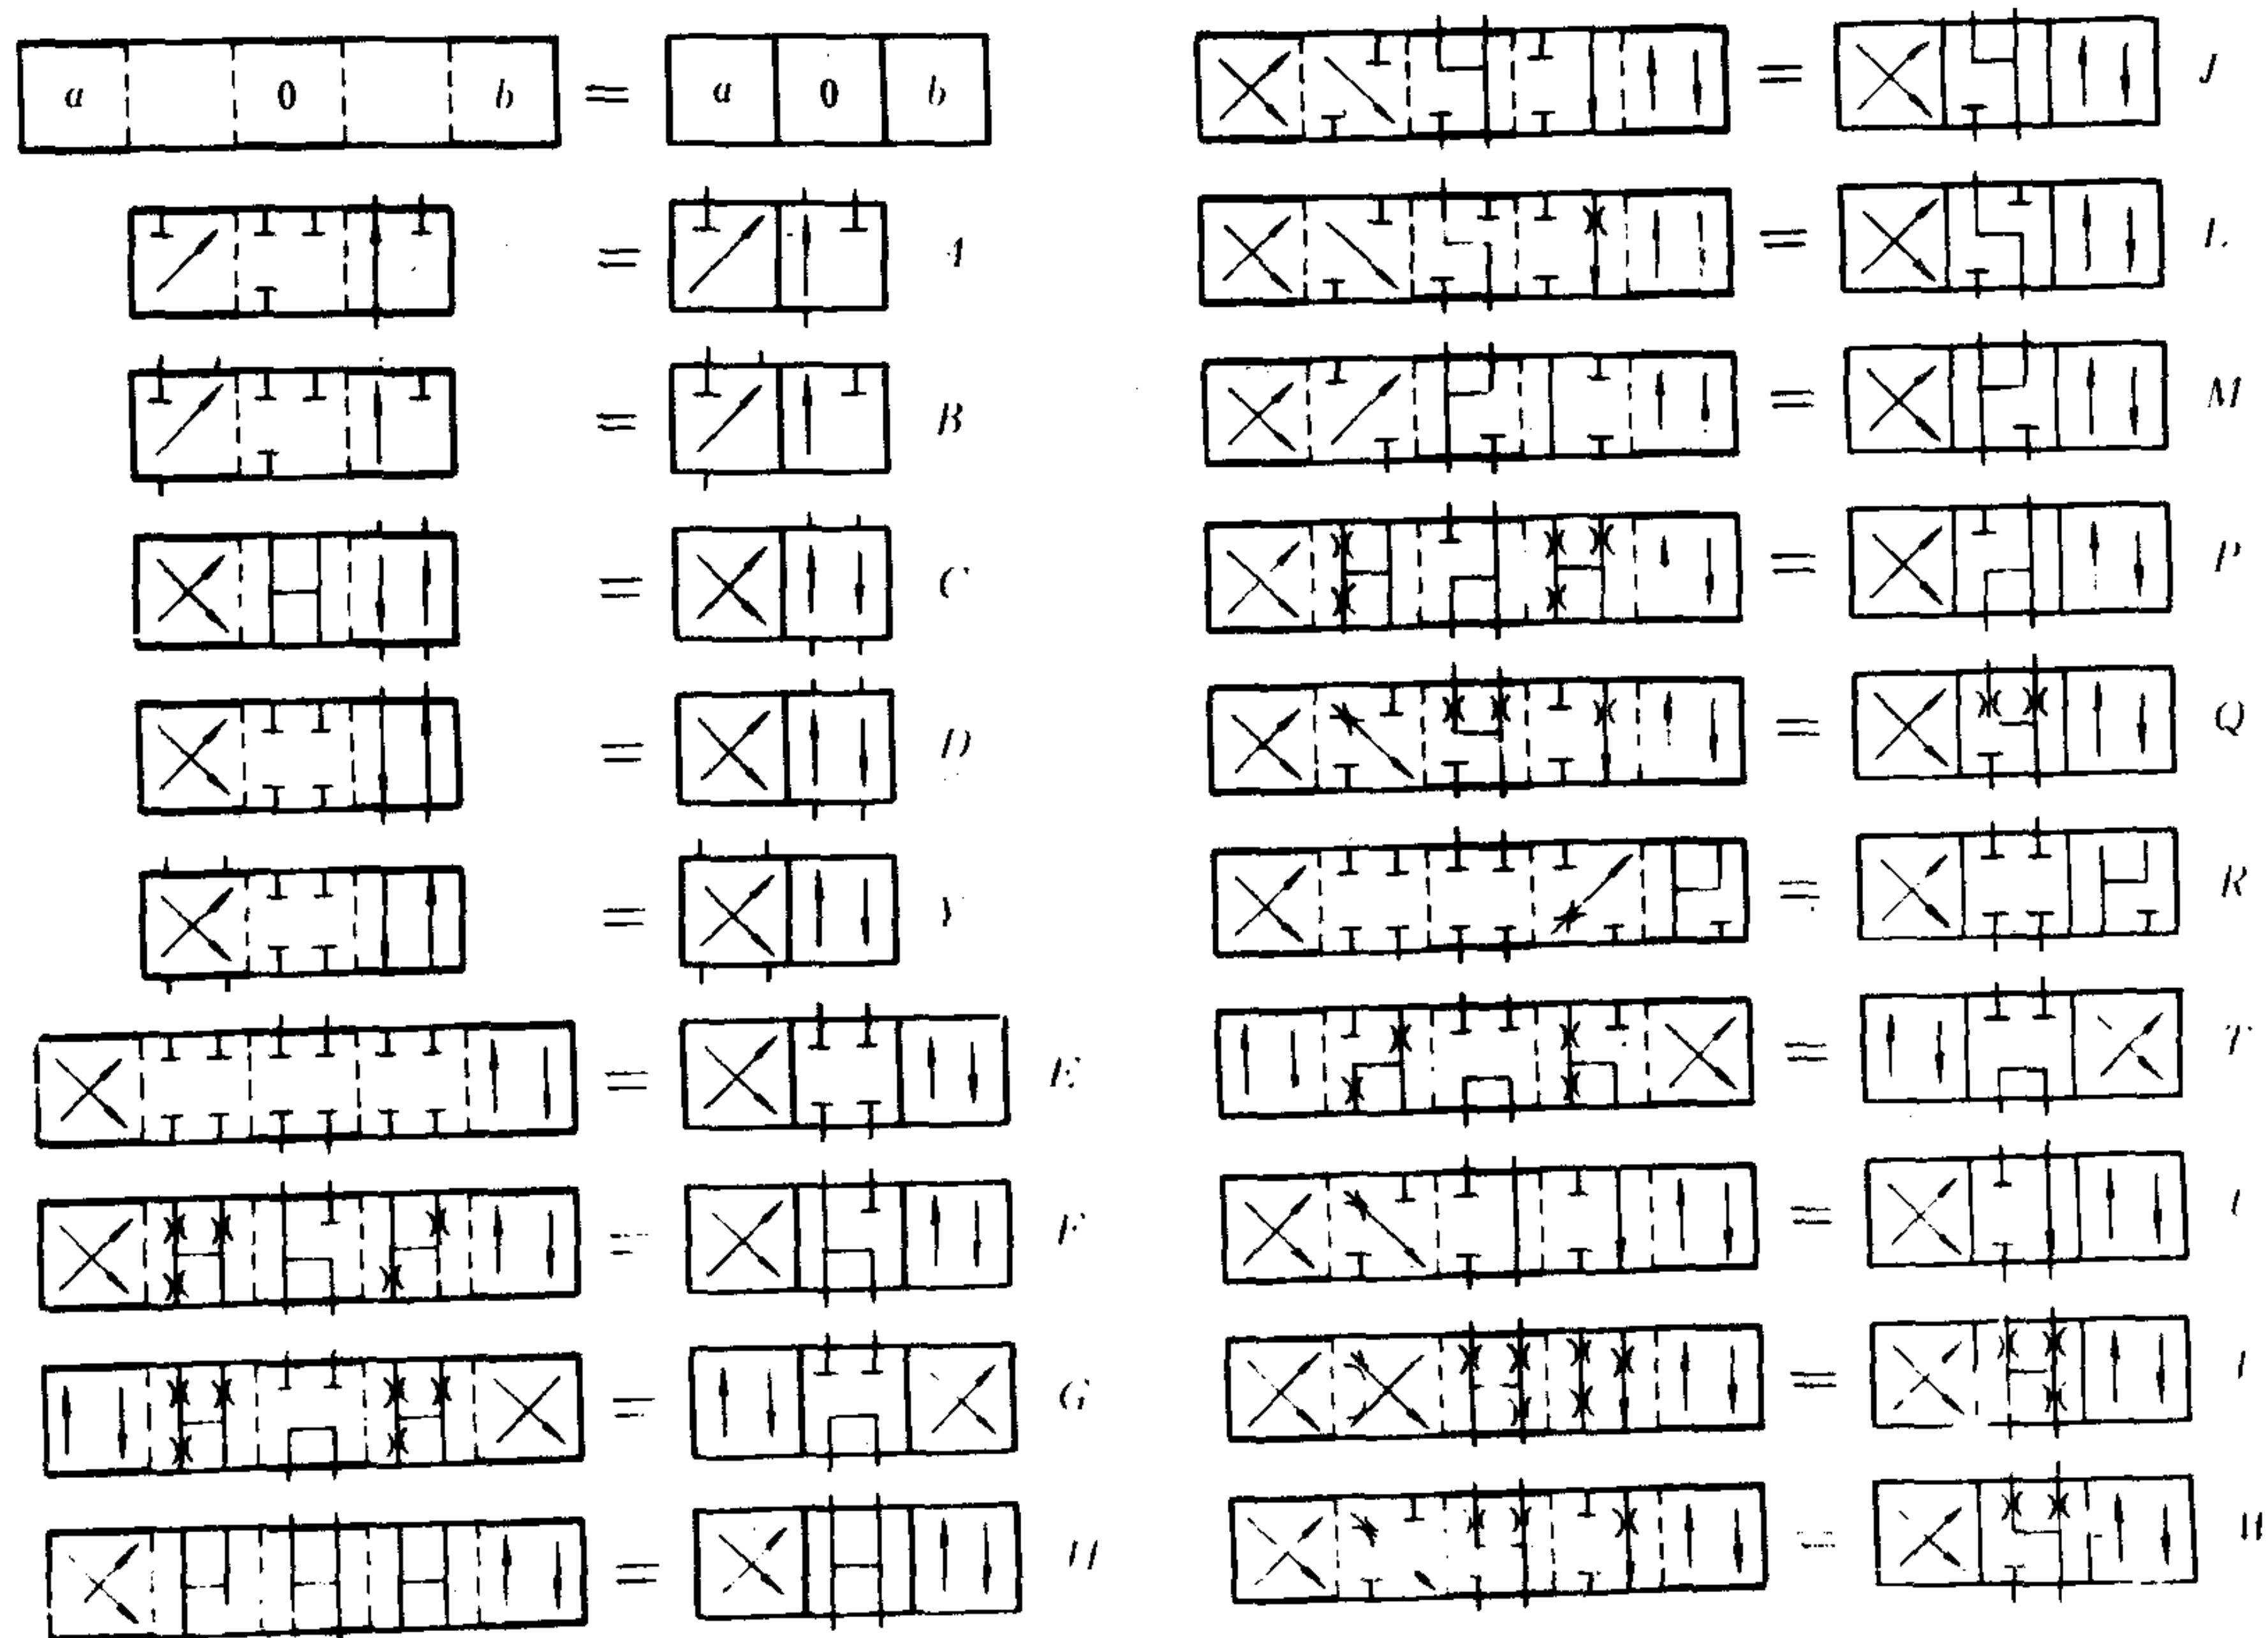 a 0 b = a 0 b
= A
= B
= C
= D
= Y
= E
= F
= G
= H
= J
= L
= M
= P
= Q
= R
= T
=
=
=